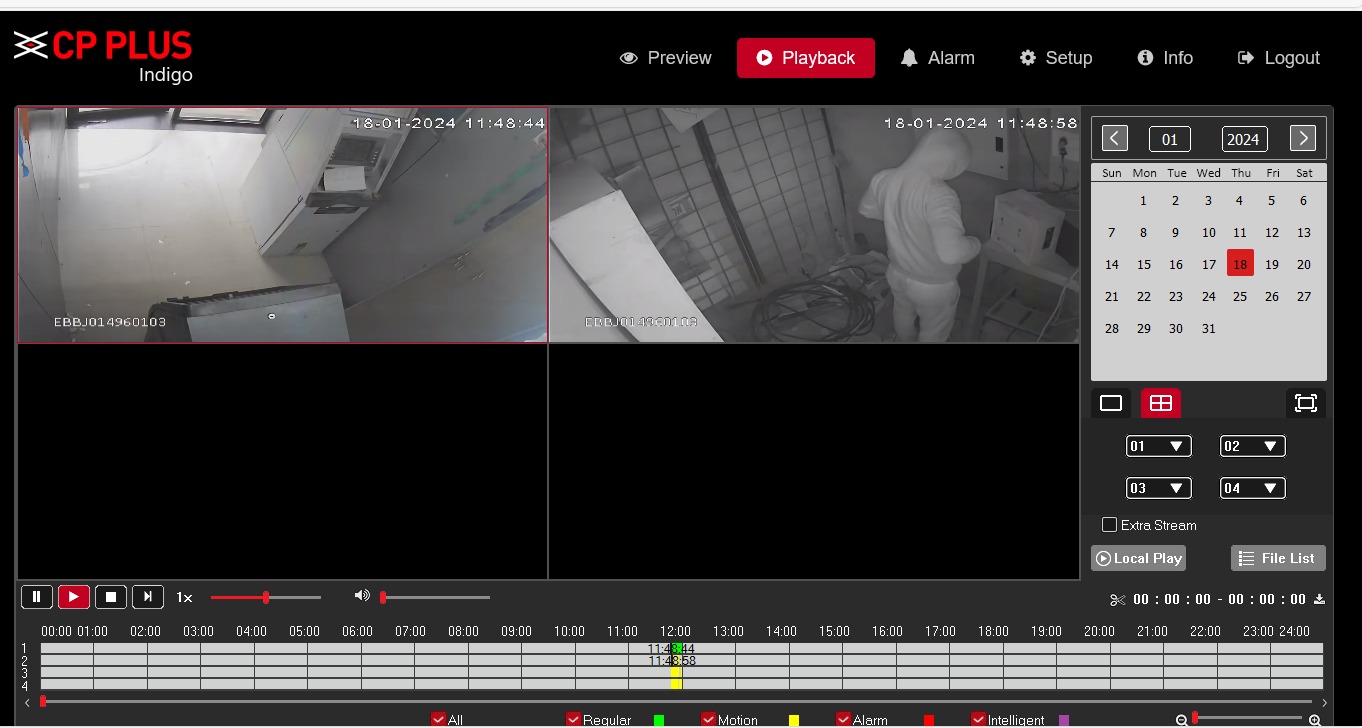 CP PLUS
Indigo
Preview
Playback
Alarm
Setup
Info
Logout
18-01-2024 11:48:44
EBBJ014960103
18-01-2024 11:48:58
EBBJ014960103
01 2024
Sun Mon Tue Wed Thu Fri Sat
1 2 3 4 5 6
7 8 9 10 11 12 13
14 15 16 17 18 19 20
21 22 23 24 25 26 27
28 29 30 31
01 02
03 04
Extra Stream
Local Play File List
1x
00 : 00 : 00 - 00 : 00 : 00
00:00 01:00 02:00 03:00 04:00 05:00 06:00 07:00 08:00 09:00 10:00 11:00 12:00 13:00 14:00 15:00 16:00 17:00 18:00 19:00 20:00 21:00 22:00 23:00 24:00
1 11:48:44
2 11:48:58
3
4
All Regular Motion Alarm Intelligent